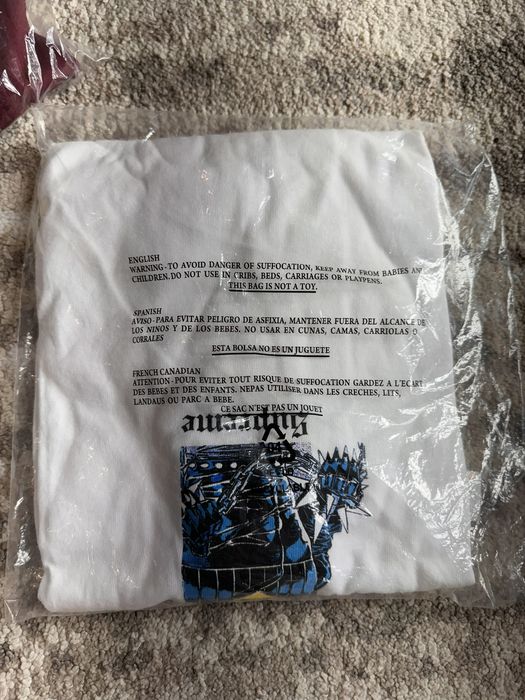 ENGLISH
WARNING-TO AVOID DANGER OF SUFFOCATION, KEEP AWAY FROM BABIES AND
CHILDREN.DO NOT USE IN CRIBS, BEDS, CARRIAGES OR PLAYPENS.
THIS BAG IS NOT A TOY.
SPANISH
AVISO-PARA EVITAR PELIGRO DE ASFIXIA, MANTENER FUERA DEL ALCANCE DE
LOS NINOS Y DE LOS BEBES. NO USAR EN CUNAS, CAMAS, CARRIOLAS O
CORRALES
ESTA BOLSA NO ES UN JUGUETE
FRENCH CANADIAN
ATTENTION-POUR EVITER TOUT RISQUE DE SUFFOCATION GARDEZ A L'ECART
DES BEBES ET DES ENFANTS. NEPAS UTILISER DANS LES CRECHES, LITS,
LANDAUS OU PARC A BEBE.
CE SAC N'EST PAS UN JOUET
Supreme